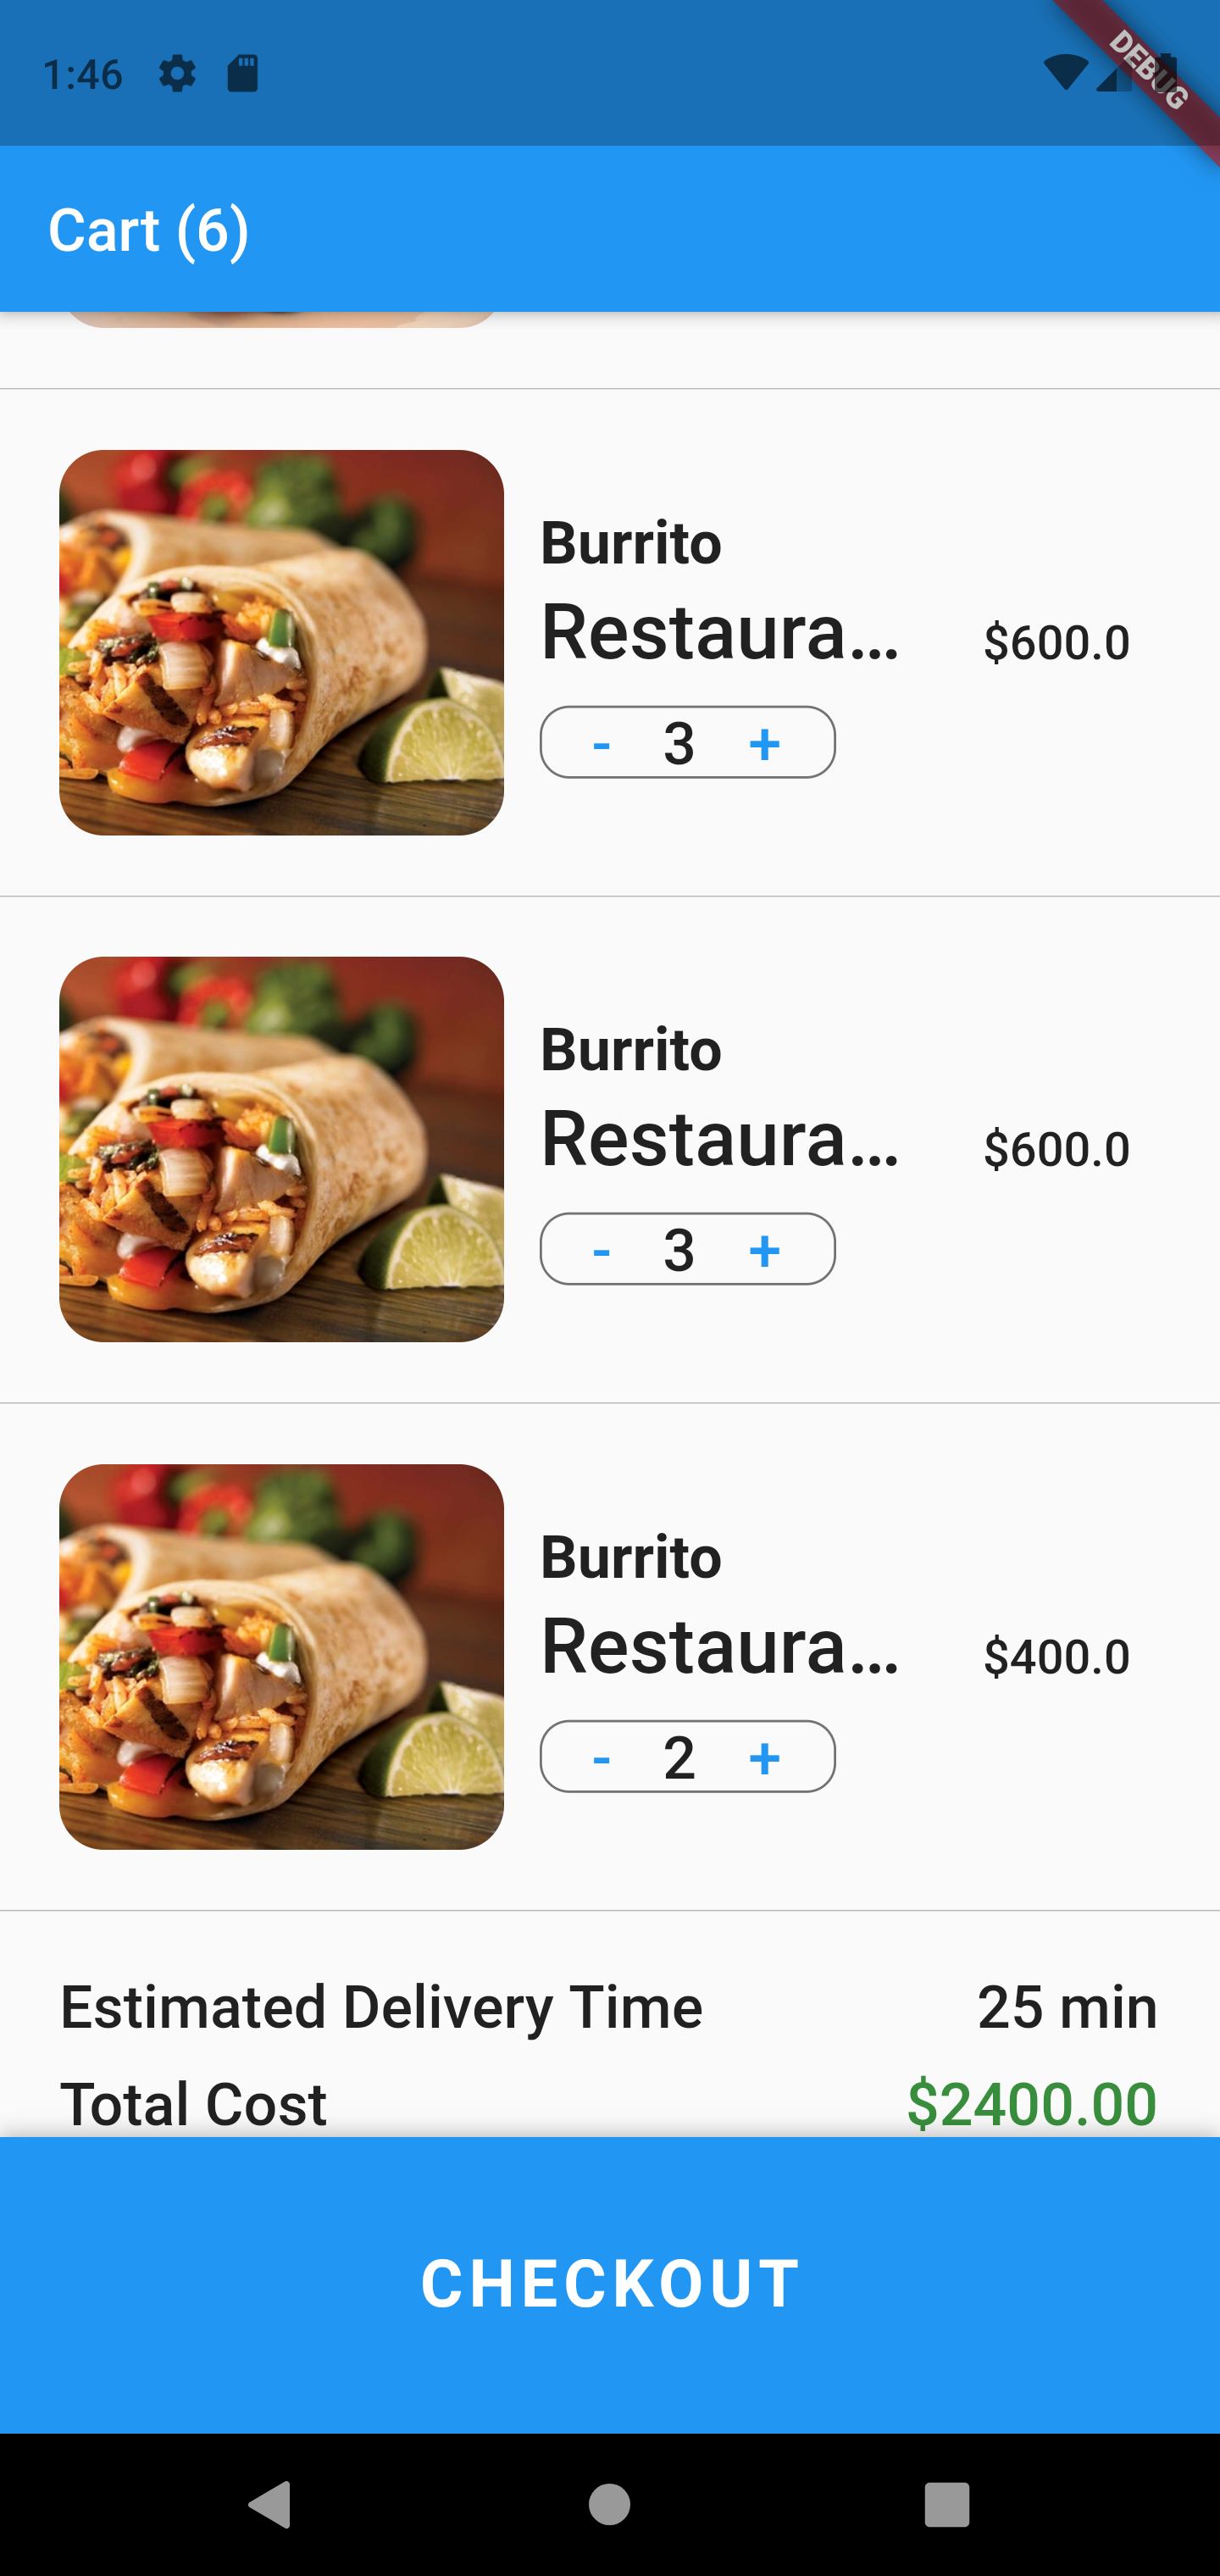 1:46
DEBUG
Cart (6)
Burrito
Restaura...
$600.0
- 3 +
Burrito
Restaura...
$600.0
- 3 +
Burrito
Restaura...
$400.0
- 2 +
Estimated Delivery Time 25 min
Total Cost $2400.00
CHECKOUT